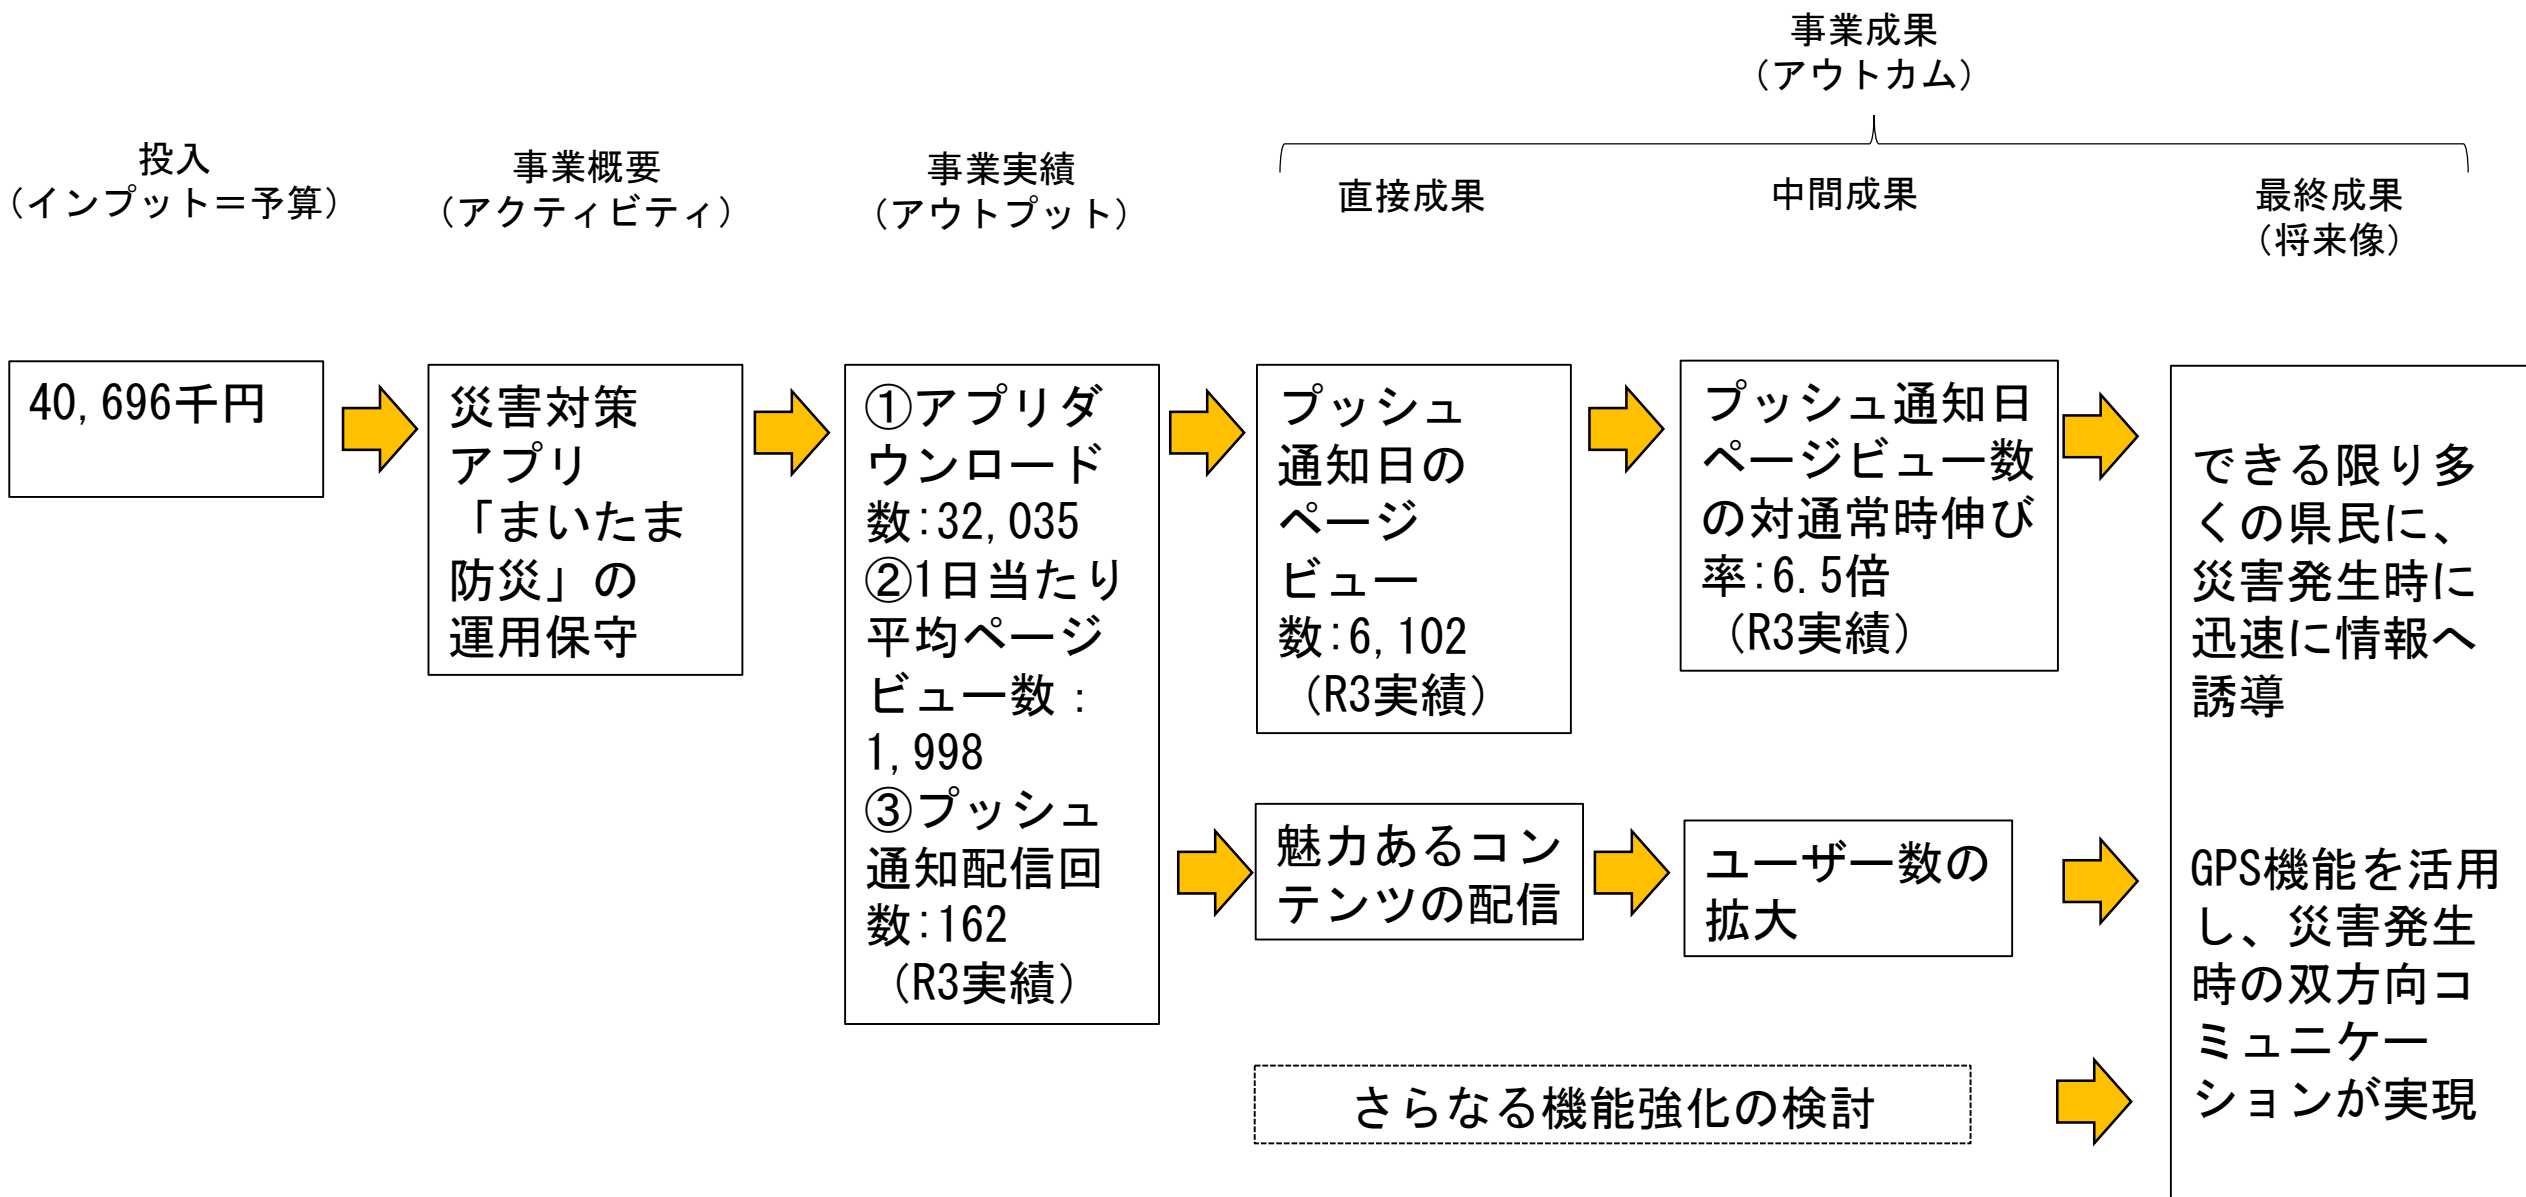 事業成果
（アウトカム）
投入
（インプット＝予算）
事業概要
（アクティビティ）
事業実績
（アウトプット）
直接成果
中間成果
最終成果
（将来像）
40,696千円
災害対策
アプリ
「まいたま
防災」の
運用保守
①アプリダ
ウンロード
数:32,035
②1日当たり
平均ページ
ビュー数：
1,998
③プッシュ
通知配信回
数:162
（R3実績）
プッシュ
通知日の
ページ
ビュー
数:6,102
（R3実績）
プッシュ通知日
ページビュー数
の対通常時伸び
率:6.5倍
（R3実績）
魅力あるコン
テンツの配信
ユーザー数の
拡大
さらなる機能強化の検討
できる限り多
くの県民に、
災害発生時に
迅速に情報へ
誘導
GPS機能を活用
し、災害発生
時の双方向コ
ミュニケー
ションが実現